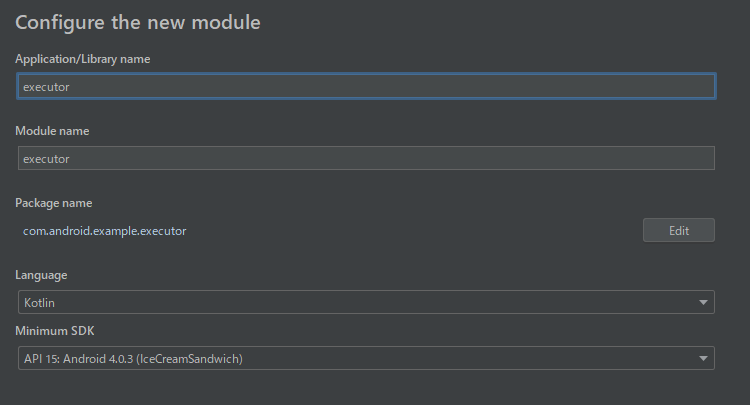 Configure the new module
Application/Library name
executor
Module name
executor
Package name
com.android.example.executor
Edit
Language
Kotlin
Minimum SDK
API 15: Android 4.0.3 (IceCreamSandwich)